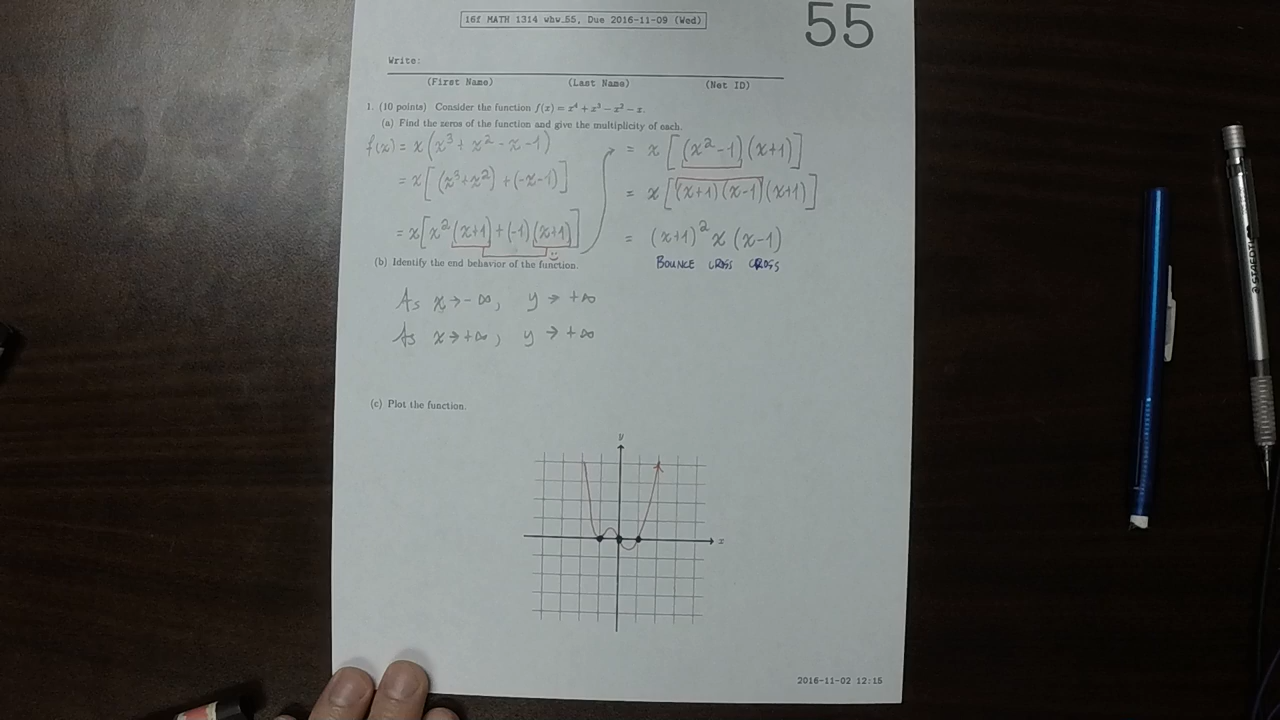 16f MATH 1314 whw_55, Due 2016-11-09 (Wed)
55
Write:
(First Name) (Last Name) (Net ID)
1. (10 points) Consider the function f(x) = x⁴ + x³ − x² − x.
(a) Find the zeros of the function and give the multiplicity of each.
f(x) = x(x³ + x² - x - 1)
= x[(x³+x²) + (-x-1)]
= x[x²(x+1) + (-1)(x+1)]
= x[(x²-1)(x+1)]
= x[(x+1)(x-1)(x+1)]
= (x+1)² x (x-1)
BOUNCE CROSS CROSS
(b) Identify the end behavior of the function.
As x→-∞, y→+∞
As x→+∞, y→+∞
(c) Plot the function.
y
x
2016-11-02 12:15